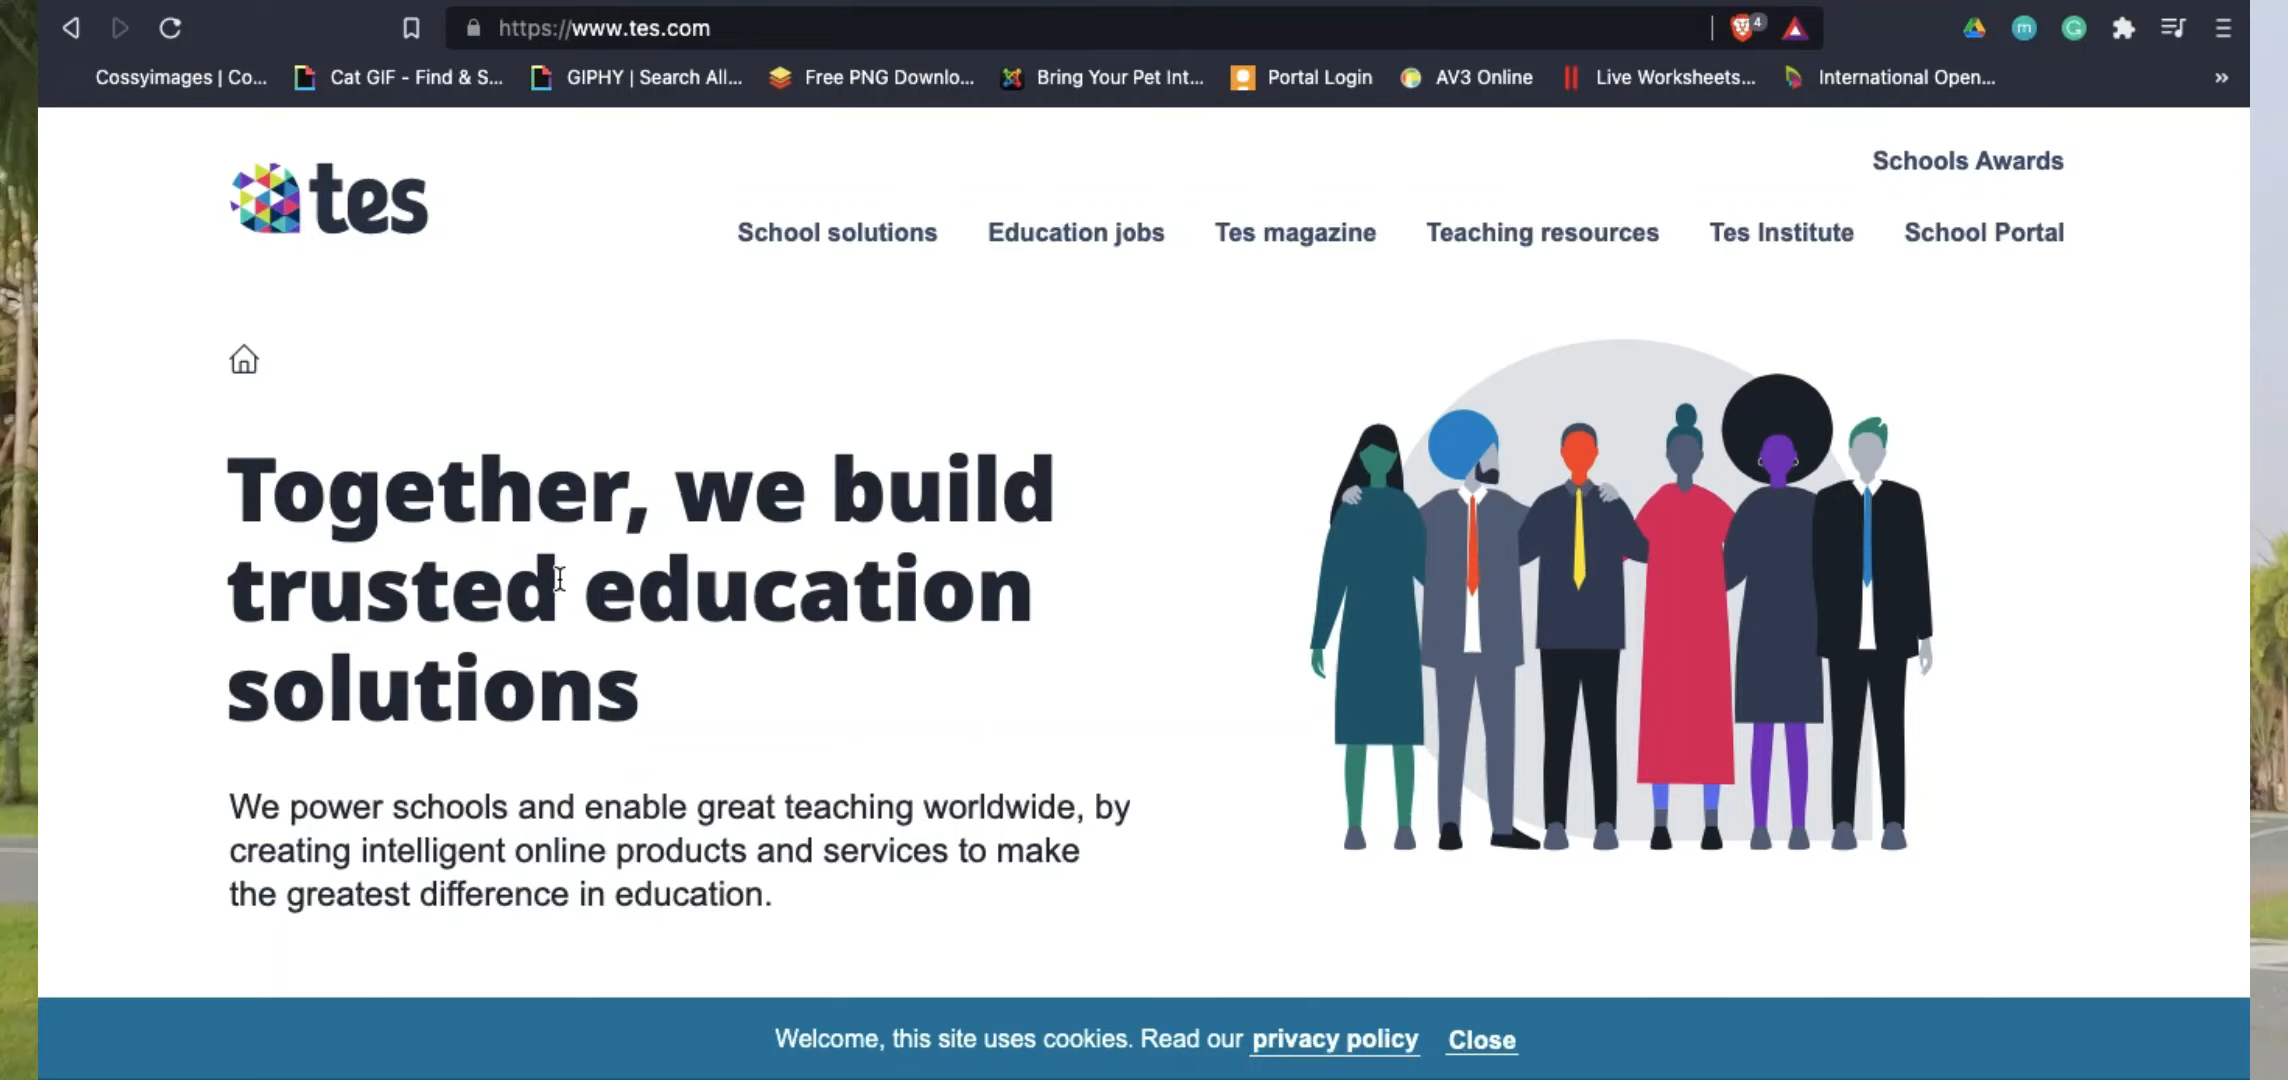 https://www.tes.com
4
Cossyimages | Co... Cat GIF - Find & S... GIPHY | Search All... Free PNG Downlo... Bring Your Pet Int... Portal Login AV3 Online Live Worksheets... International Open... »
Schools Awards
tes
School solutions Education jobs Tes magazine Teaching resources Tes Institute School Portal
Together, we build
trusted education
solutions
We power schools and enable great teaching worldwide, by
creating intelligent online products and services to make
the greatest difference in education.
Welcome, this site uses cookies. Read our privacy policy Close